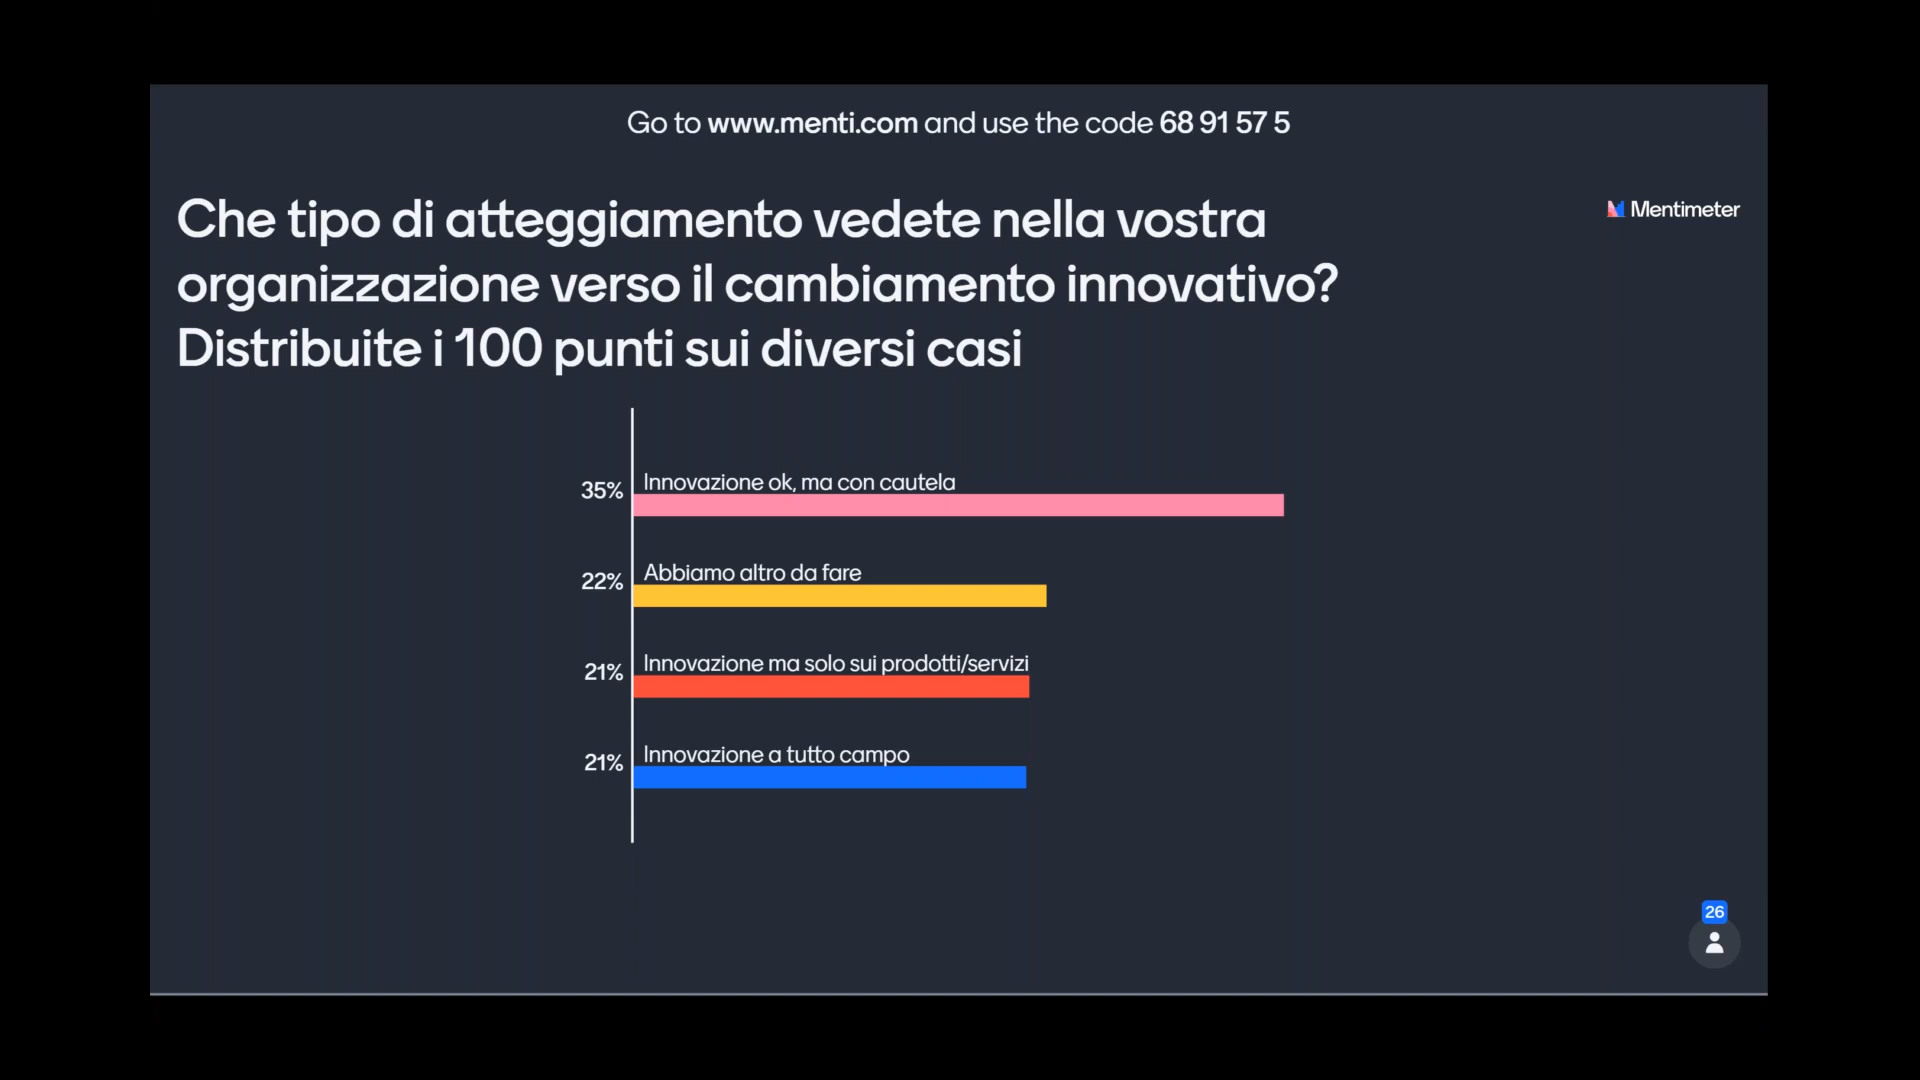 Go to www.menti.com and use the code 68 91 57 5
Che tipo di atteggiamento vedete nella vostra
organizzazione verso il cambiamento innovativo?
Distribuite i 100 punti sui diversi casi
Mentimeter
35% Innovazione ok, ma con cautela
22% Abbiamo altro da fare
21% Innovazione ma solo sui prodotti/servizi
21% Innovazione a tutto campo
26